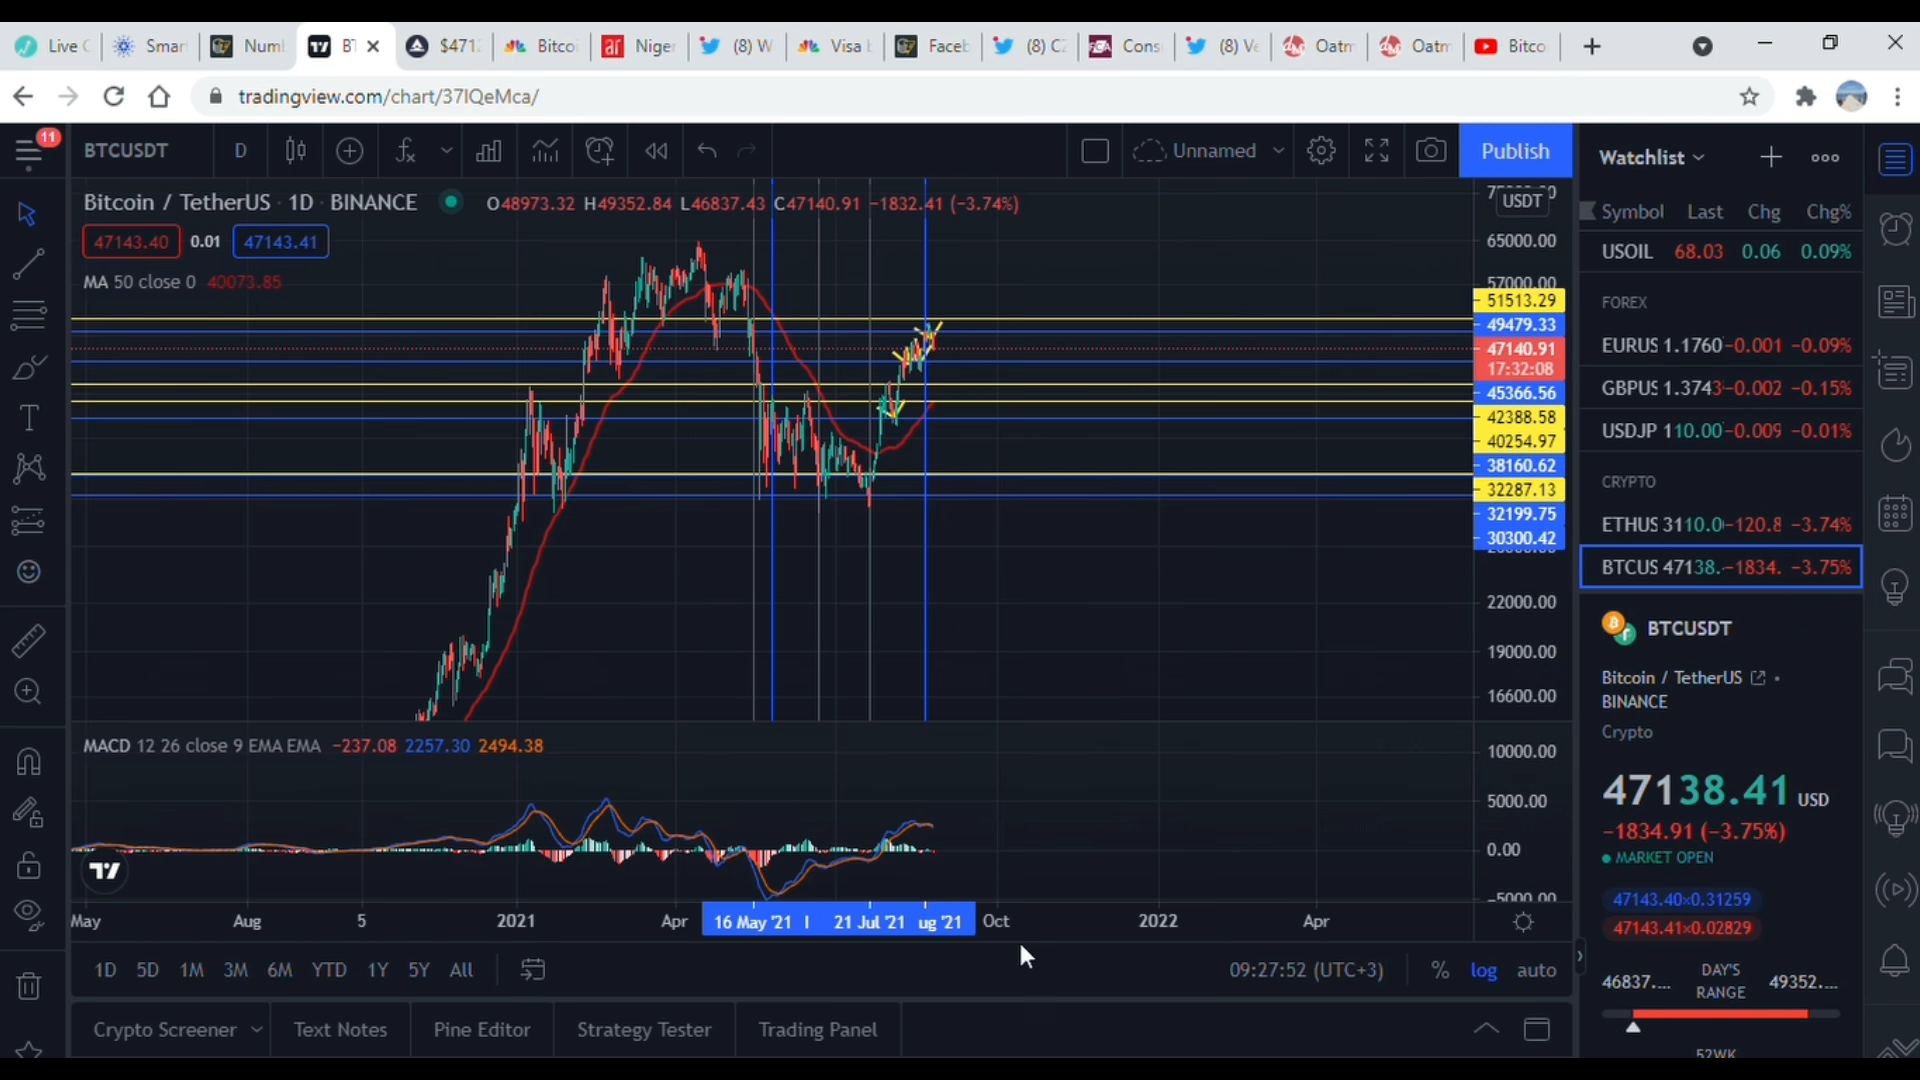 Live C
Smar
Numb
BT
$471
Bitco
Niger
(8) W
Visa b
Faceb
(8) C
Cons
(8) Ve
Oatm
Oatm
Bitco
tradingview.com/chart/37IQeMca/
11
BTCUSDT
D
Unnamed
Publish
Watchlist
Bitcoin / TetherUS · 1D · BINANCE
O48973.32 H49352.84 L46837.43 C47140.91 −1832.41 (−3.74%)
47143.40
0.01
47143.41
MA 50 close 0 40073.85
USDT
65000.00
57000.00
51513.29
49479.33
47140.91
17:32:08
45366.56
42388.58
40254.97
38160.62
32287.13
32199.75
30300.42
22000.00
19000.00
16600.00
MACD 12 26 close 9 EMA EMA −237.08 2257.30 2494.38
10000.00
5000.00
0.00
−5000.00
May
Aug
5
2021
Apr
16 May '21
21 Jul '21
ug '21
Oct
2022
Apr
1D 5D 1M 3M 6M YTD 1Y 5Y All
09:27:52 (UTC+3)
%
log
auto
Crypto Screener
Text Notes
Pine Editor
Strategy Tester
Trading Panel
Symbol Last Chg Chg%
USOIL 68.03 0.06 0.09%
FOREX
EURUS 1.1760 −0.001 −0.09%
GBPUS 1.3743 −0.002 −0.15%
USDJP 110.00 −0.009 −0.01%
CRYPTO
ETHUS 3110.0 −120.8 −3.74%
BTCUS 47138. −1834. −3.75%
BTCUSDT
Bitcoin / TetherUS
BINANCE
Crypto
47138.41 USD
−1834.91 (−3.75%)
MARKET OPEN
47143.40×0.31259
47143.41×0.02829
46837....
DAY'S
RANGE
49352....
52WK